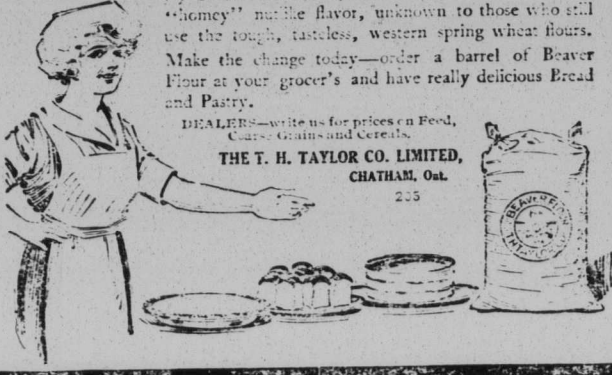 "homey" nutlike flavor, unknown to those who still
use the tough, tasteless, western spring wheat flours.
Make the change today—order a barrel of Beaver
Flour at your grocer's and have really delicious Bread
and Pastry.
DEALERS—write us for prices on Feed,
Coarse Grains and Cereals.
THE T. H. TAYLOR CO. LIMITED,
CHATHAM, Ont.
235
BEAVER FLOUR